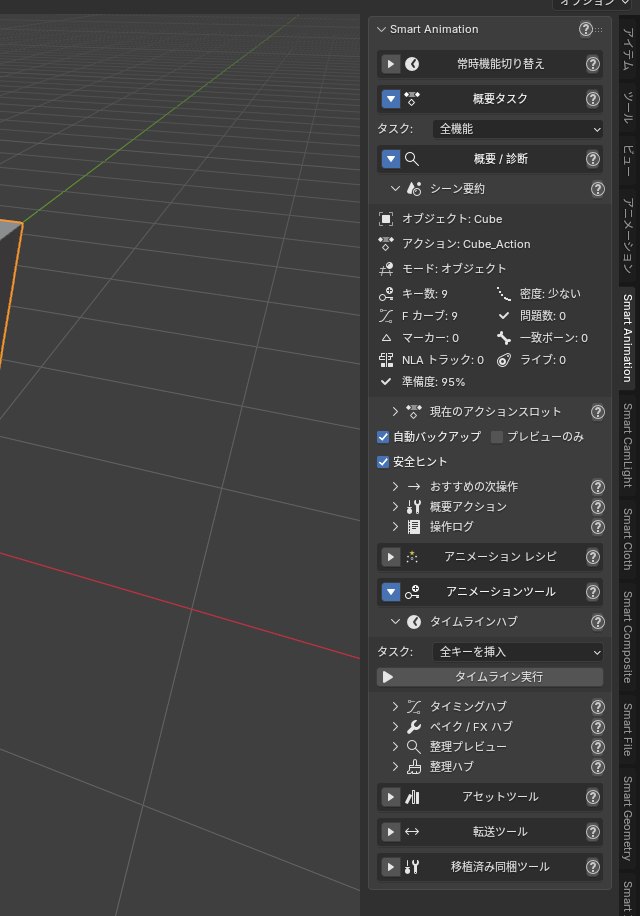 オプション
Smart Animation
常時機能切り替え
概要タスク
タスク: 全機能
概要 / 診断
シーン要約
オブジェクト: Cube
アクション: Cube_Action
モード: オブジェクト
キー数: 9 密度: 少ない
F カーブ: 9 問題数: 0
マーカー: 0 一致ボーン: 0
NLA トラック: 0 ライブ: 0
準備度: 95%
現在のアクションスロット
自動バックアップ プレビューのみ
安全ヒント
おすすめの次操作
概要アクション
操作ログ
アニメーション レシピ
アニメーションツール
タイムラインハブ
タスク: 全キーを挿入
タイムライン実行
タイミングハブ
ベイク / FX ハブ
整理プレビュー
整理ハブ
アセットツール
転送ツール
移植済み同梱ツール
アイテム
ツール
ビュー
アニメーション
Smart Animation
Smart CamLight
Smart Cloth
Smart Composite
Smart File
Smart Geometry
Smart